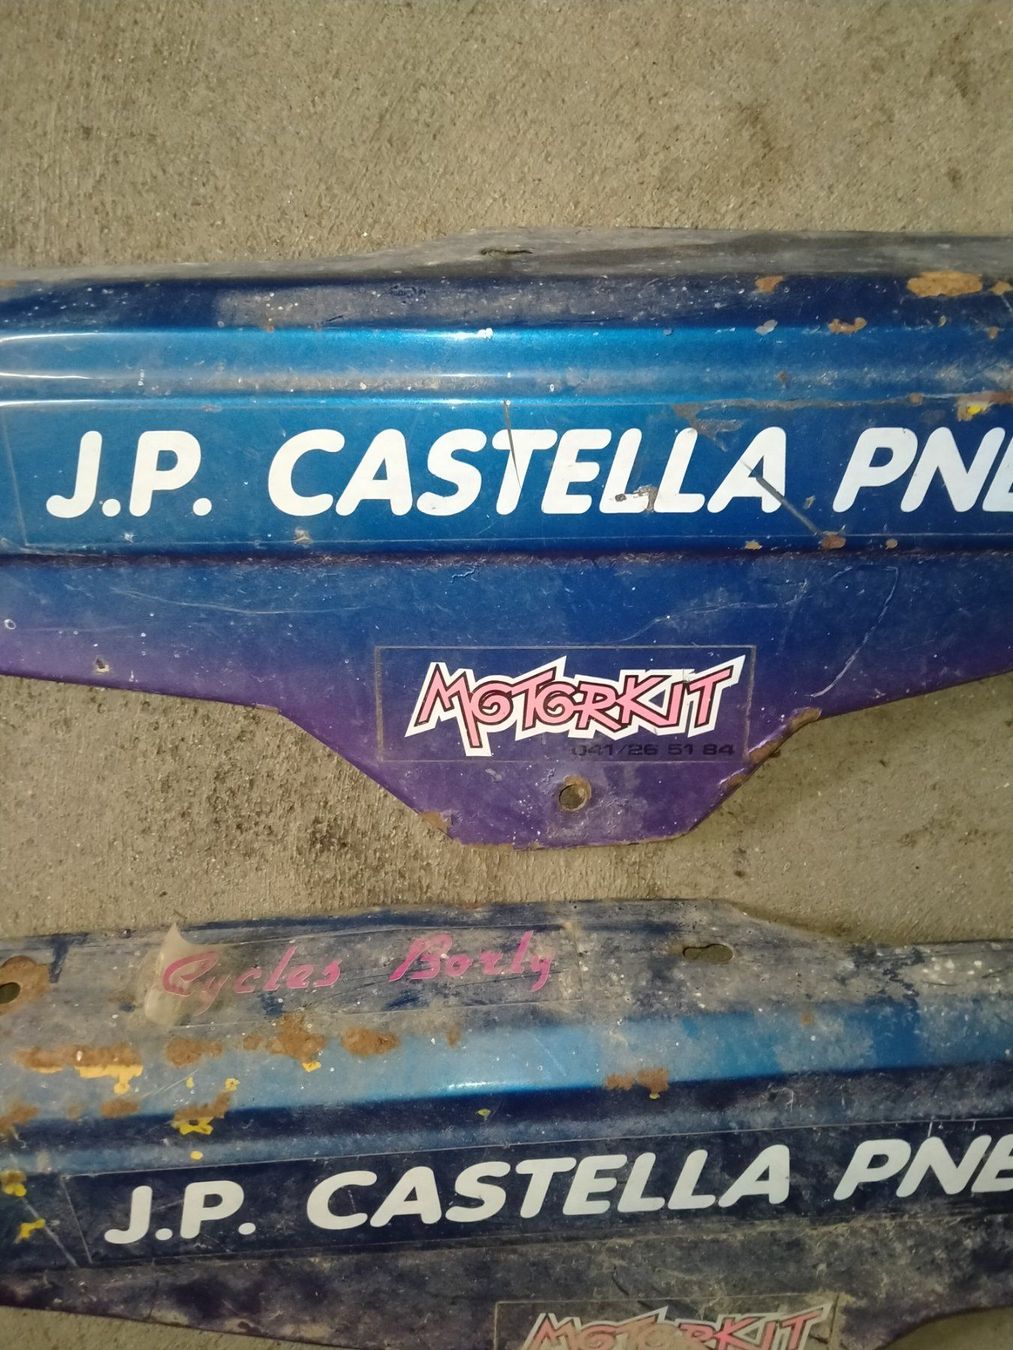 J.P. CASTELLA PNE
MOTORKIT
041/26 51 84
Cycles Borly
J.P. CASTELLA PNE
MOTORKIT